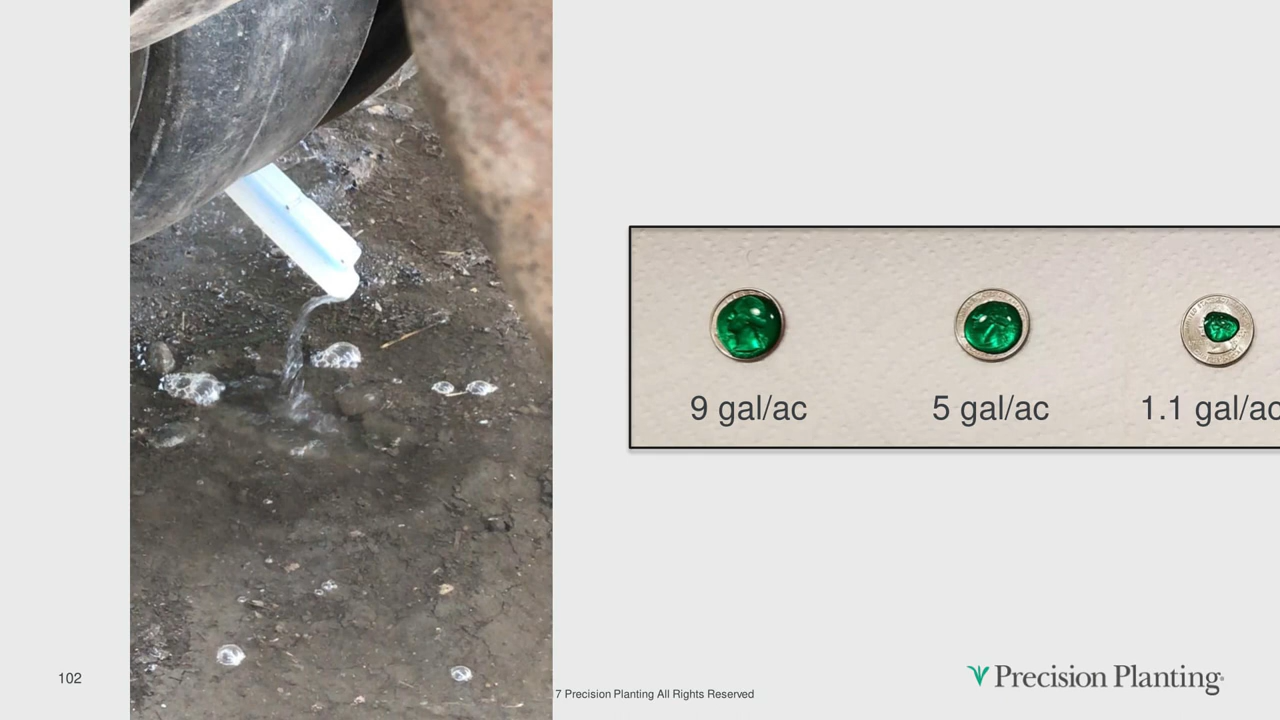 9 gal/ac
5 gal/ac
1.1 gal/ac
102
7 Precision Planting All Rights Reserved
Precision Planting